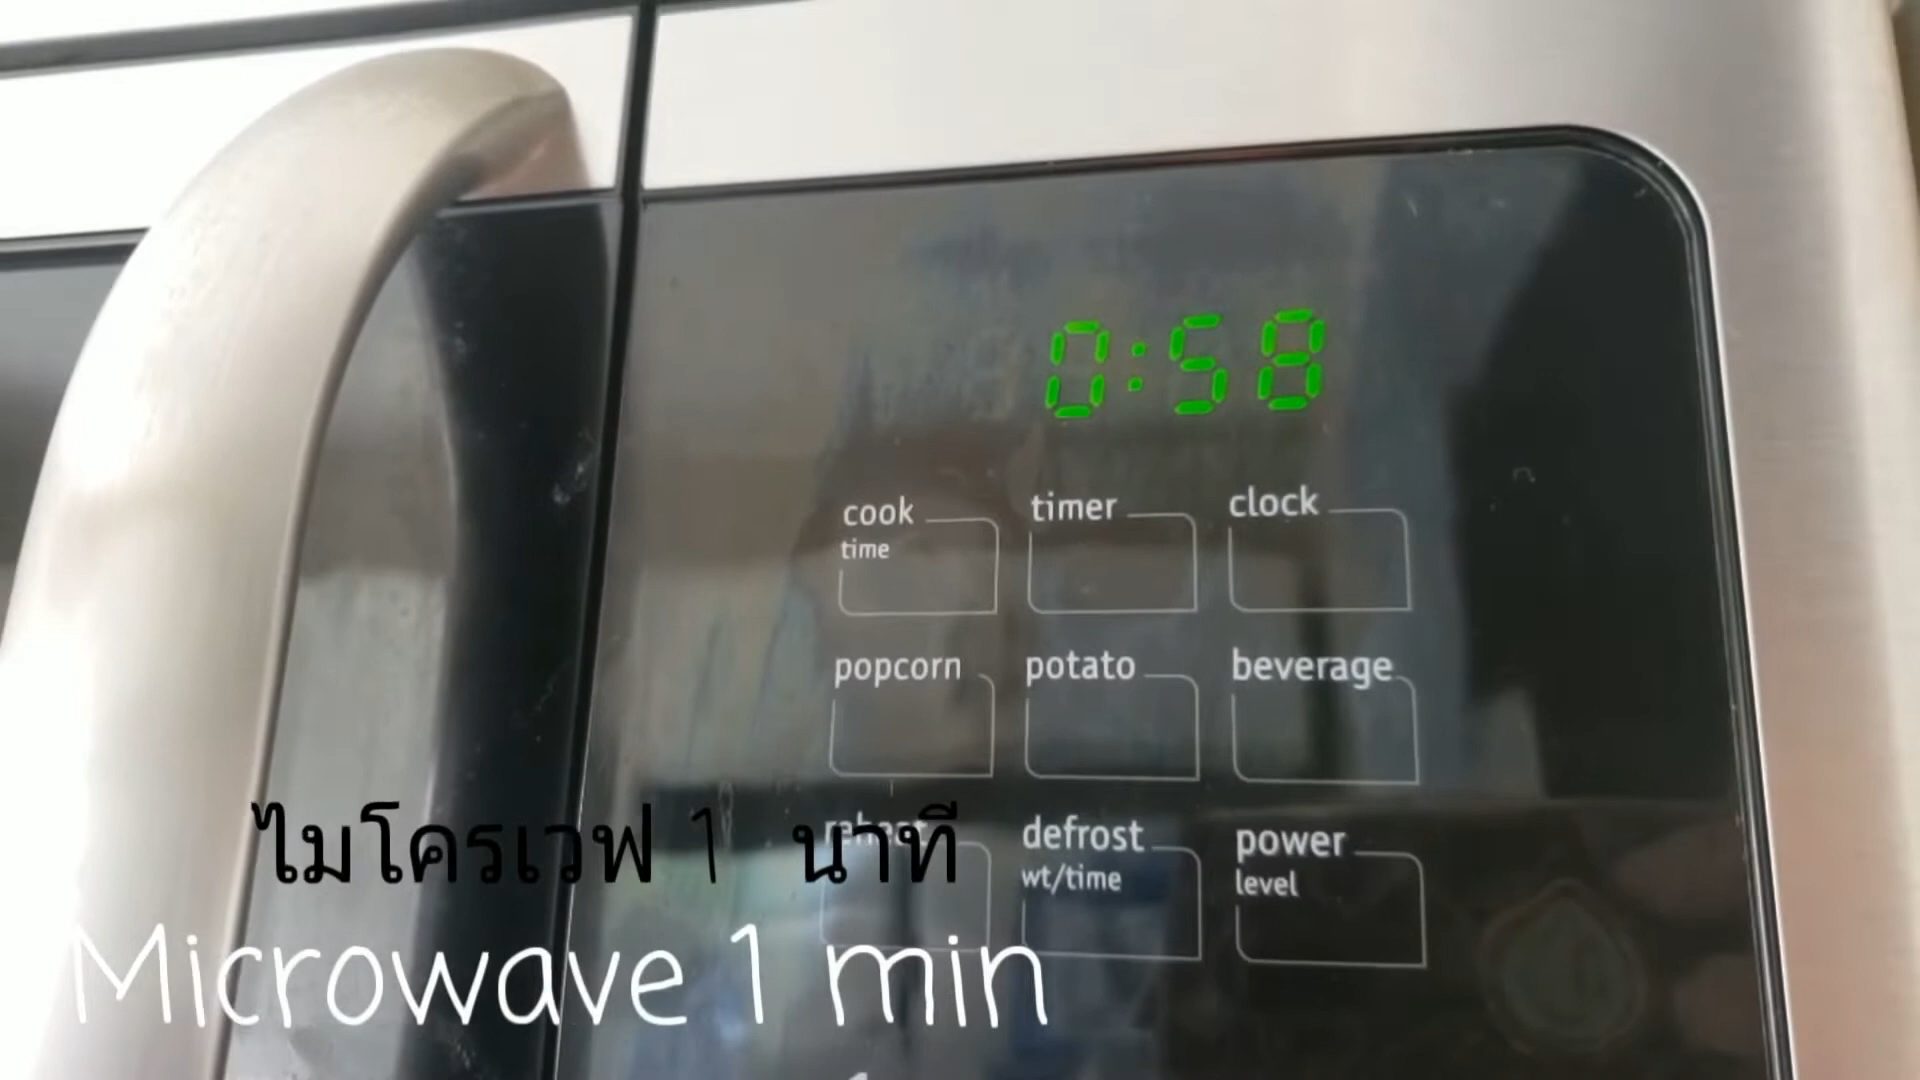 0:58
cook timer clock
time
popcorn potato beverage
reheat defrost power
wt/time level
ไมโครเวฟ 1 นาที
Microwave 1 min